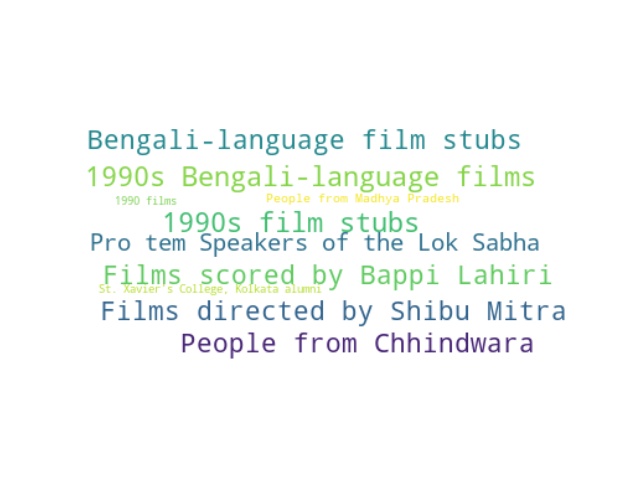 Bengali-language film stubs
1990s Bengali-language films
People from Madhya Pradesh
1990 films
1990s film stubs
Pro tem Speakers of the Lok Sabha
Films scored by Bappi Lahiri
St. Xavier's College, Kolkata alumni
Films directed by Shibu Mitra
People from Chhindwara